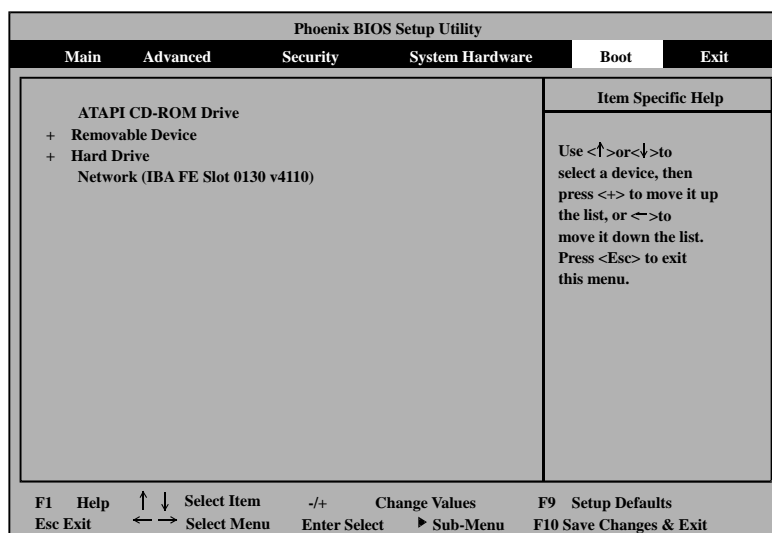 Phoenix BIOS Setup Utility
Main Advanced Security System Hardware Boot Exit
ATAPI CD-ROM Drive
+ Removable Device
+ Hard Drive
Network (IBA FE Slot 0130 v4110)
Item Specific Help
Use <↑>or<↓>to
select a device, then
press <+> to move it up
the list, or <->to
move it down the list.
Press <Esc> to exit
this menu.
F1 Help ↑ ↓ Select Item -/+ Change Values F9 Setup Defaults
Esc Exit ← → Select Menu Enter Select ▶ Sub-Menu F10 Save Changes & Exit